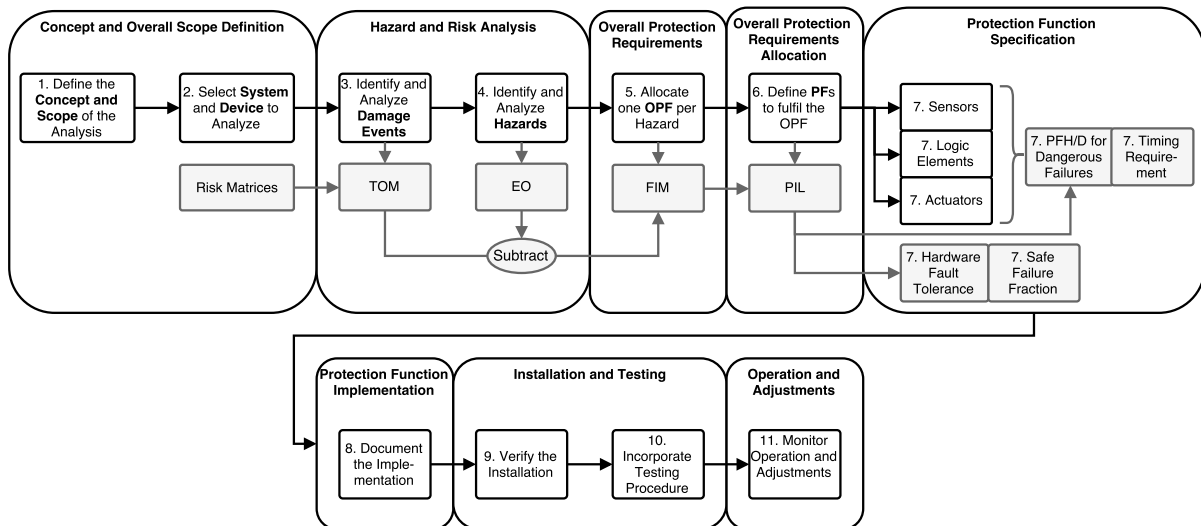 Concept and Overall Scope Definition
1. Define the
Concept and
Scope of the
Analysis
2. Select System
and Device to
Analyze
Risk Matrices
Hazard and Risk Analysis
3. Identify and
Analyze
Damage
Events
4. Identify and
Analyze
Hazards
TOM
EO
Subtract
Overall Protection
Requirements
5. Allocate
one OPF per
Hazard
FIM
Overall Protection
Requirements
Allocation
6. Define PFs
to fulfil the
OPF
PIL
Protection Function
Specification
7. Sensors
7. Logic
Elements
7. Actuators
7. PFH/D for
Dangerous
Failures
7. Timing
Require-
ment
7. Hardware
Fault
Tolerance
7. Safe
Failure
Fraction
Protection Function
Implementation
8. Document
the Imple-
mentation
Installation and Testing
9. Verify the
Installation
10.
Incorporate
Testing
Procedure
Operation and
Adjustments
11. Monitor
Operation and
Adjustments